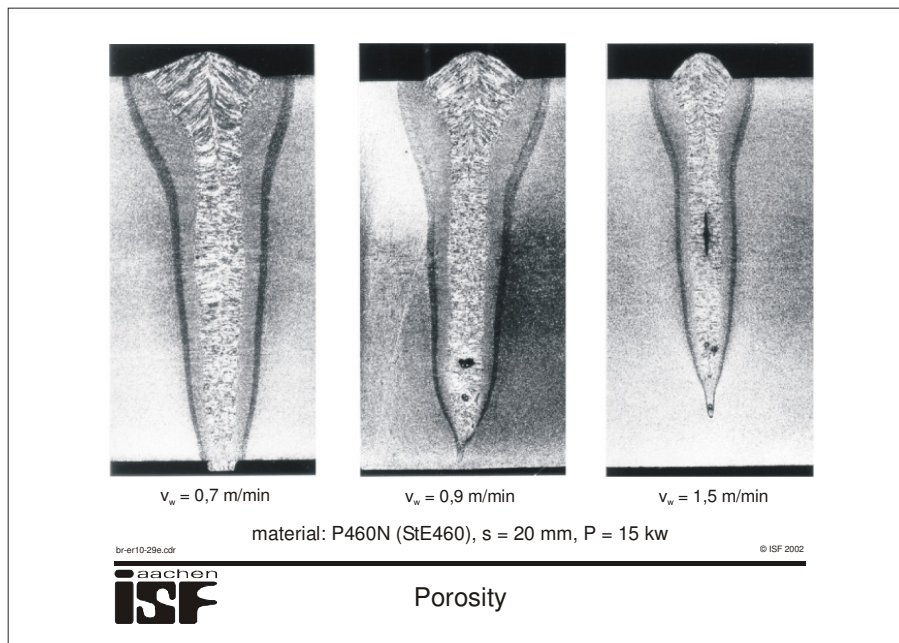 v_w = 0,7 m/min
v_w = 0,9 m/min
v_w = 1,5 m/min
material: P460N (StE460), s = 20 mm, P = 15 kw
br-er10-29e.cdr
© ISF 2002
aachen
iSF
Porosity